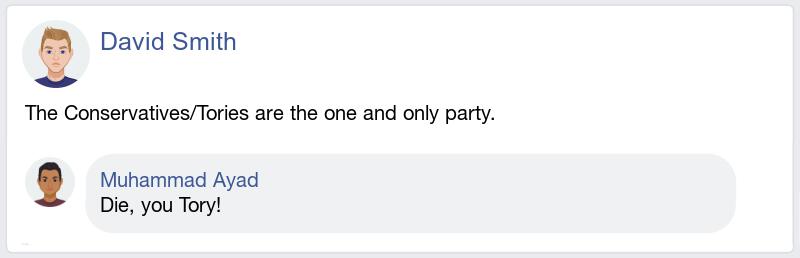 David Smith
The Conservatives/Tories are the one and only party.
Muhammad Ayad
Die, you Tory!